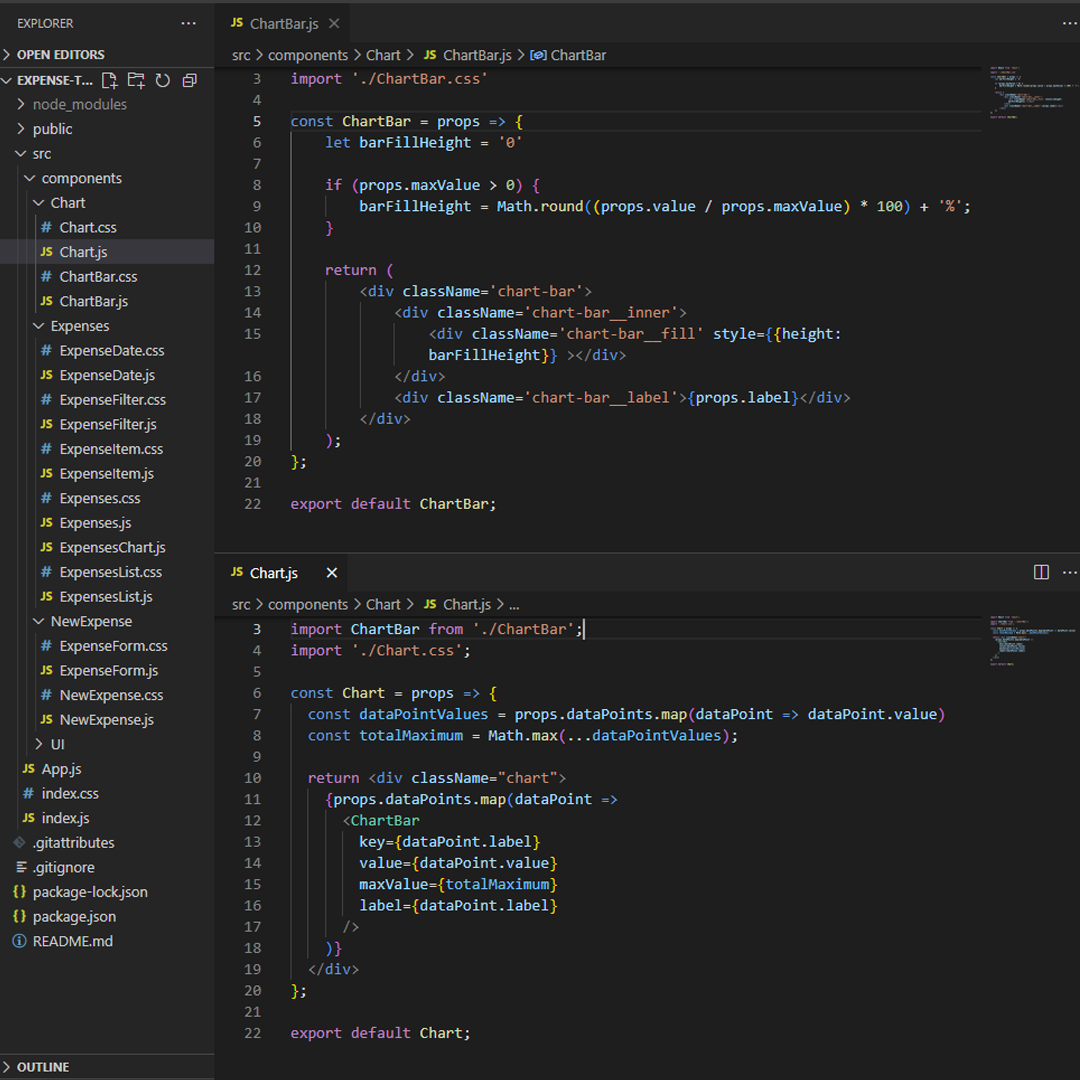 EXPLORER
OPEN EDITORS
EXPENSE-T...
node_modules
public
src
components
Chart
# Chart.css
JS Chart.js
# ChartBar.css
JS ChartBar.js
Expenses
# ExpenseDate.css
JS ExpenseDate.js
# ExpenseFilter.css
JS ExpenseFilter.js
# ExpenseItem.css
JS ExpenseItem.js
# Expenses.css
JS Expenses.js
JS ExpensesChart.js
# ExpensesList.css
JS ExpensesList.js
NewExpense
# ExpenseForm.css
JS ExpenseForm.js
# NewExpense.css
JS NewExpense.js
UI
JS App.js
# index.css
JS index.js
.gitattributes
.gitignore
{} package-lock.json
{} package.json
README.md
OUTLINE
JS ChartBar.js
src > components > Chart > JS ChartBar.js > ChartBar
3 import './ChartBar.css'
4
5 const ChartBar = props => {
6 let barFillHeight = '0'
7
8 if (props.maxValue > 0) {
9 barFillHeight = Math.round((props.value / props.maxValue) * 100) + '%';
10 }
11
12 return (
13 <div className='chart-bar'>
14 <div className='chart-bar__inner'>
15 <div className='chart-bar__fill' style={{height:
barFillHeight}} ></div>
16 </div>
17 <div className='chart-bar__label'>{props.label}</div>
18 </div>
19 );
20 };
21
22 export default ChartBar;
JS Chart.js
src > components > Chart > JS Chart.js > ...
3 import ChartBar from './ChartBar';
4 import './Chart.css';
5
6 const Chart = props => {
7 const dataPointValues = props.dataPoints.map(dataPoint => dataPoint.value)
8 const totalMaximum = Math.max(...dataPointValues);
9
10 return <div className="chart">
11 {props.dataPoints.map(dataPoint =>
12 <ChartBar
13 key={dataPoint.label}
14 value={dataPoint.value}
15 maxValue={totalMaximum}
16 label={dataPoint.label}
17 />
18 )}
19 </div>
20 };
21
22 export default Chart;